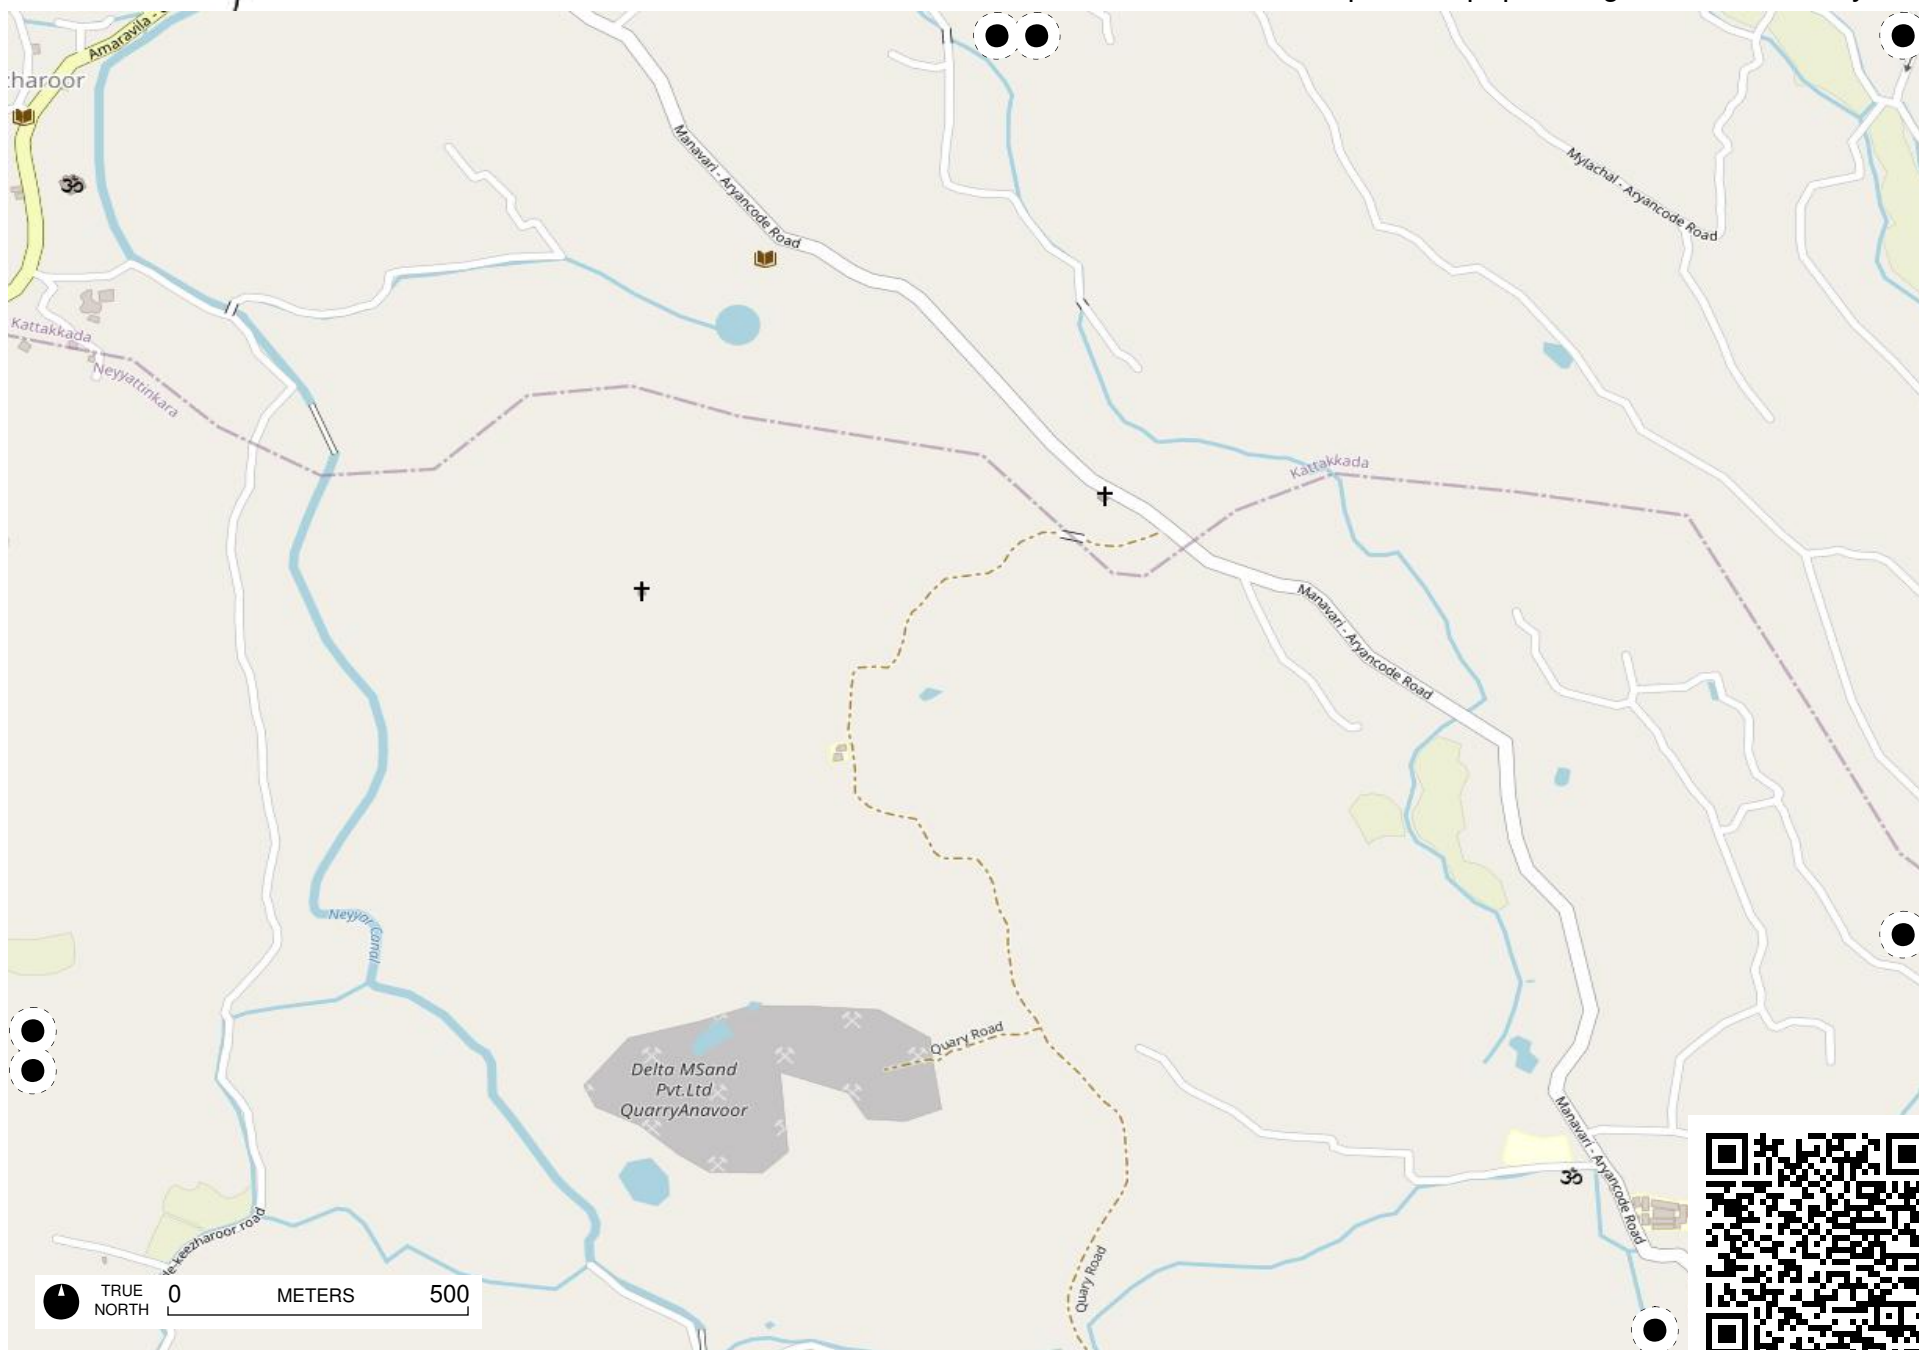 Amaravila -
haroor
Manavari - Aryancode Road
Mylachal - Aryancode Road
ॐ
Kattakkada
Neyyattinkara
Kattakkada
Manavari - Aryancode Road
Neyyar Canal
Quary Road
Delta MSand
Pvt.Ltd
QuarryAnavoor
Manavari - Aryancode Road
ॐ
le-keezharoor road
Quary Road
TRUE
NORTH
0 METERS 500